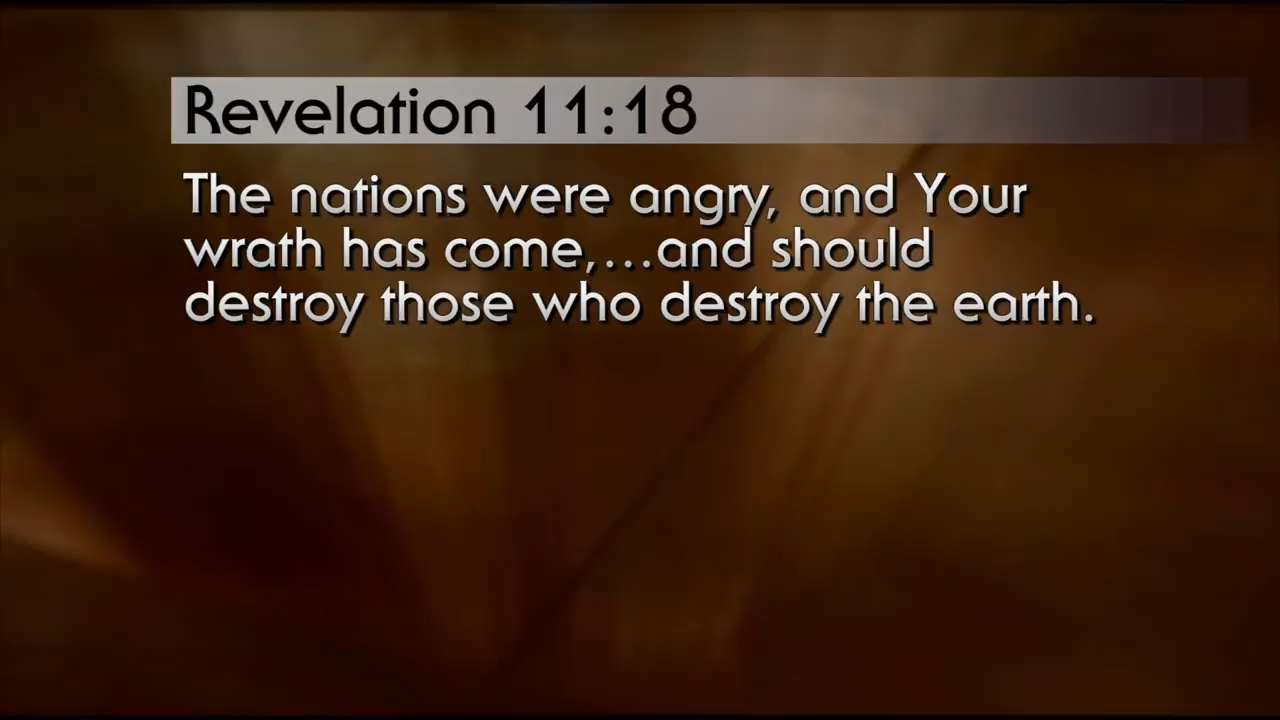 Revelation 11:18
The nations were angry, and Your
wrath has come,...and should
destroy those who destroy the earth.